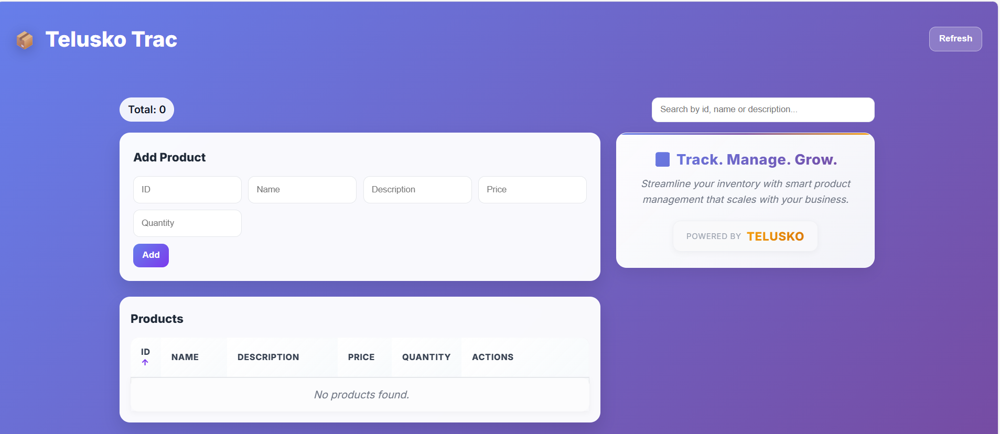 Telusko Trac
Refresh
Total: 0
Search by id, name or description...
Add Product
ID
Name
Description
Price
Quantity
Add
Track. Manage. Grow.
Streamline your inventory with smart product
management that scales with your business.
POWERED BY TELUSKO
Products
ID ↑
NAME
DESCRIPTION
PRICE
QUANTITY
ACTIONS
No products found.